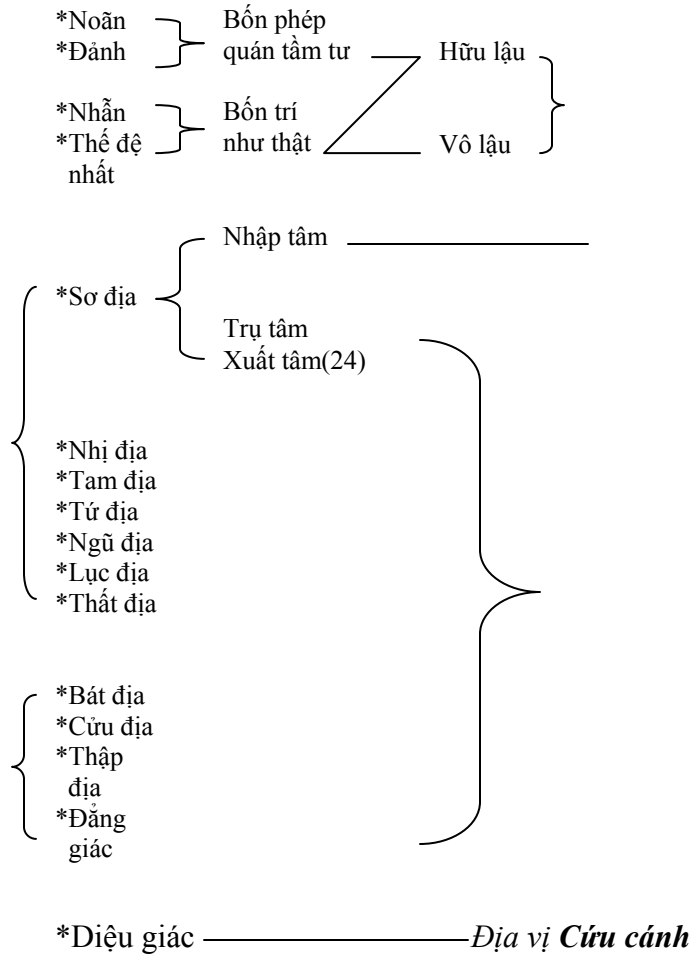 *Noãn
*Đảnh
Bốn phép
quán tầm tư
Hữu lậu
*Nhẫn
*Thế đệ
nhất
Bốn trí
như thật
Vô lậu
Nhập tâm
*Sơ địa
Trụ tâm
Xuất tâm(24)
*Nhị địa
*Tam địa
*Tứ địa
*Ngũ địa
*Lục địa
*Thất địa
*Bát địa
*Cửu địa
*Thập
địa
*Đẳng
giác
*Diệu giác
Địa vị Cứu cánh